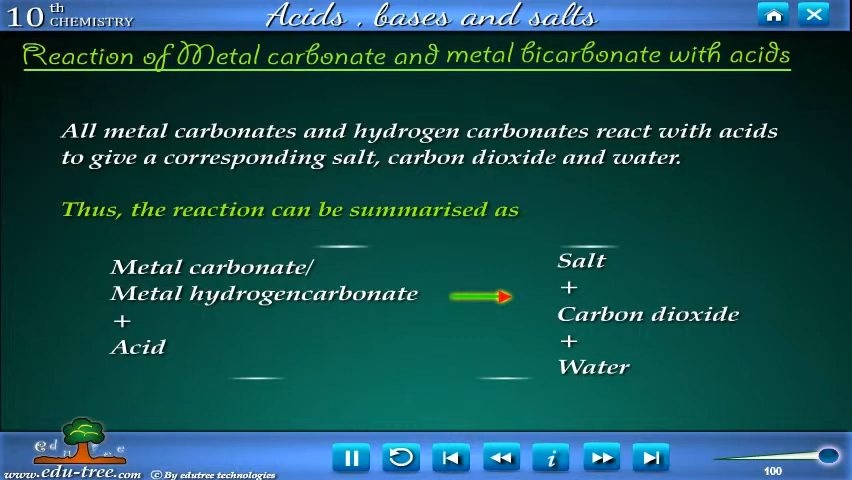 10th CHEMISTRY
Acids , bases and salts
Reaction of Metal carbonate and metal bicarbonate with acids
All metal carbonates and hydrogen carbonates react with acids
to give a corresponding salt, carbon dioxide and water.
Thus, the reaction can be summarised as
Metal carbonate/
Metal hydrogencarbonate
+
Acid
Salt
+
Carbon dioxide
+
Water
edu Tree
www.edu-tree.com © By edutree technologies
i
100